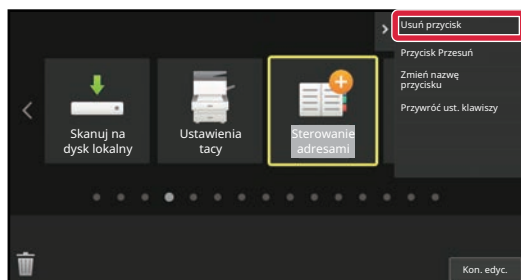 Usuń przycisk
Przycisk Przesuń
Zmień nazwę
przycisku
Przywróć ust. klawiszy
Skanuj na
dysk lokalny
Ustawienia
tacy
Sterowanie
adresami
Kon. edyc.